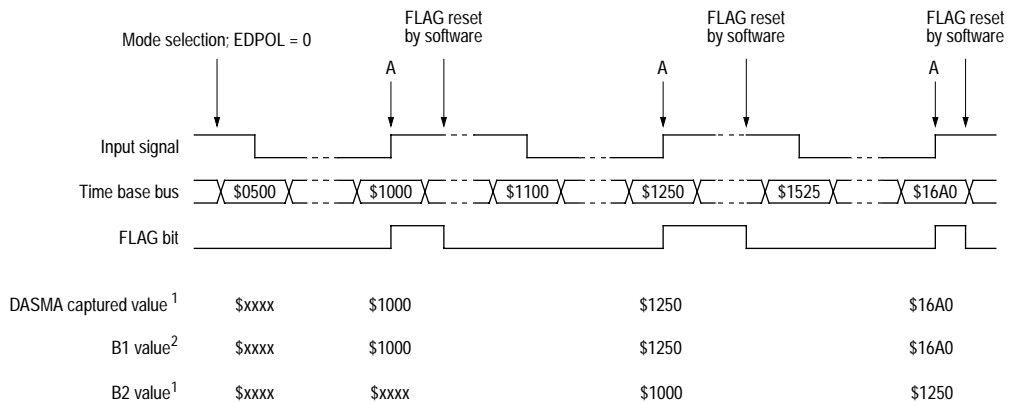 Mode selection; EDPOL = 0
FLAG reset
by software
FLAG reset
by software
FLAG reset
by software
A
A
A
Input signal
Time base bus $0500 $1000 $1100 $1250 $1525 $16A0
FLAG bit
DASMA captured value 1 $xxxx $1000 $1250 $16A0
B1 value2 $xxxx $1000 $1250 $16A0
B2 value1 $xxxx $xxxx $1000 $1250